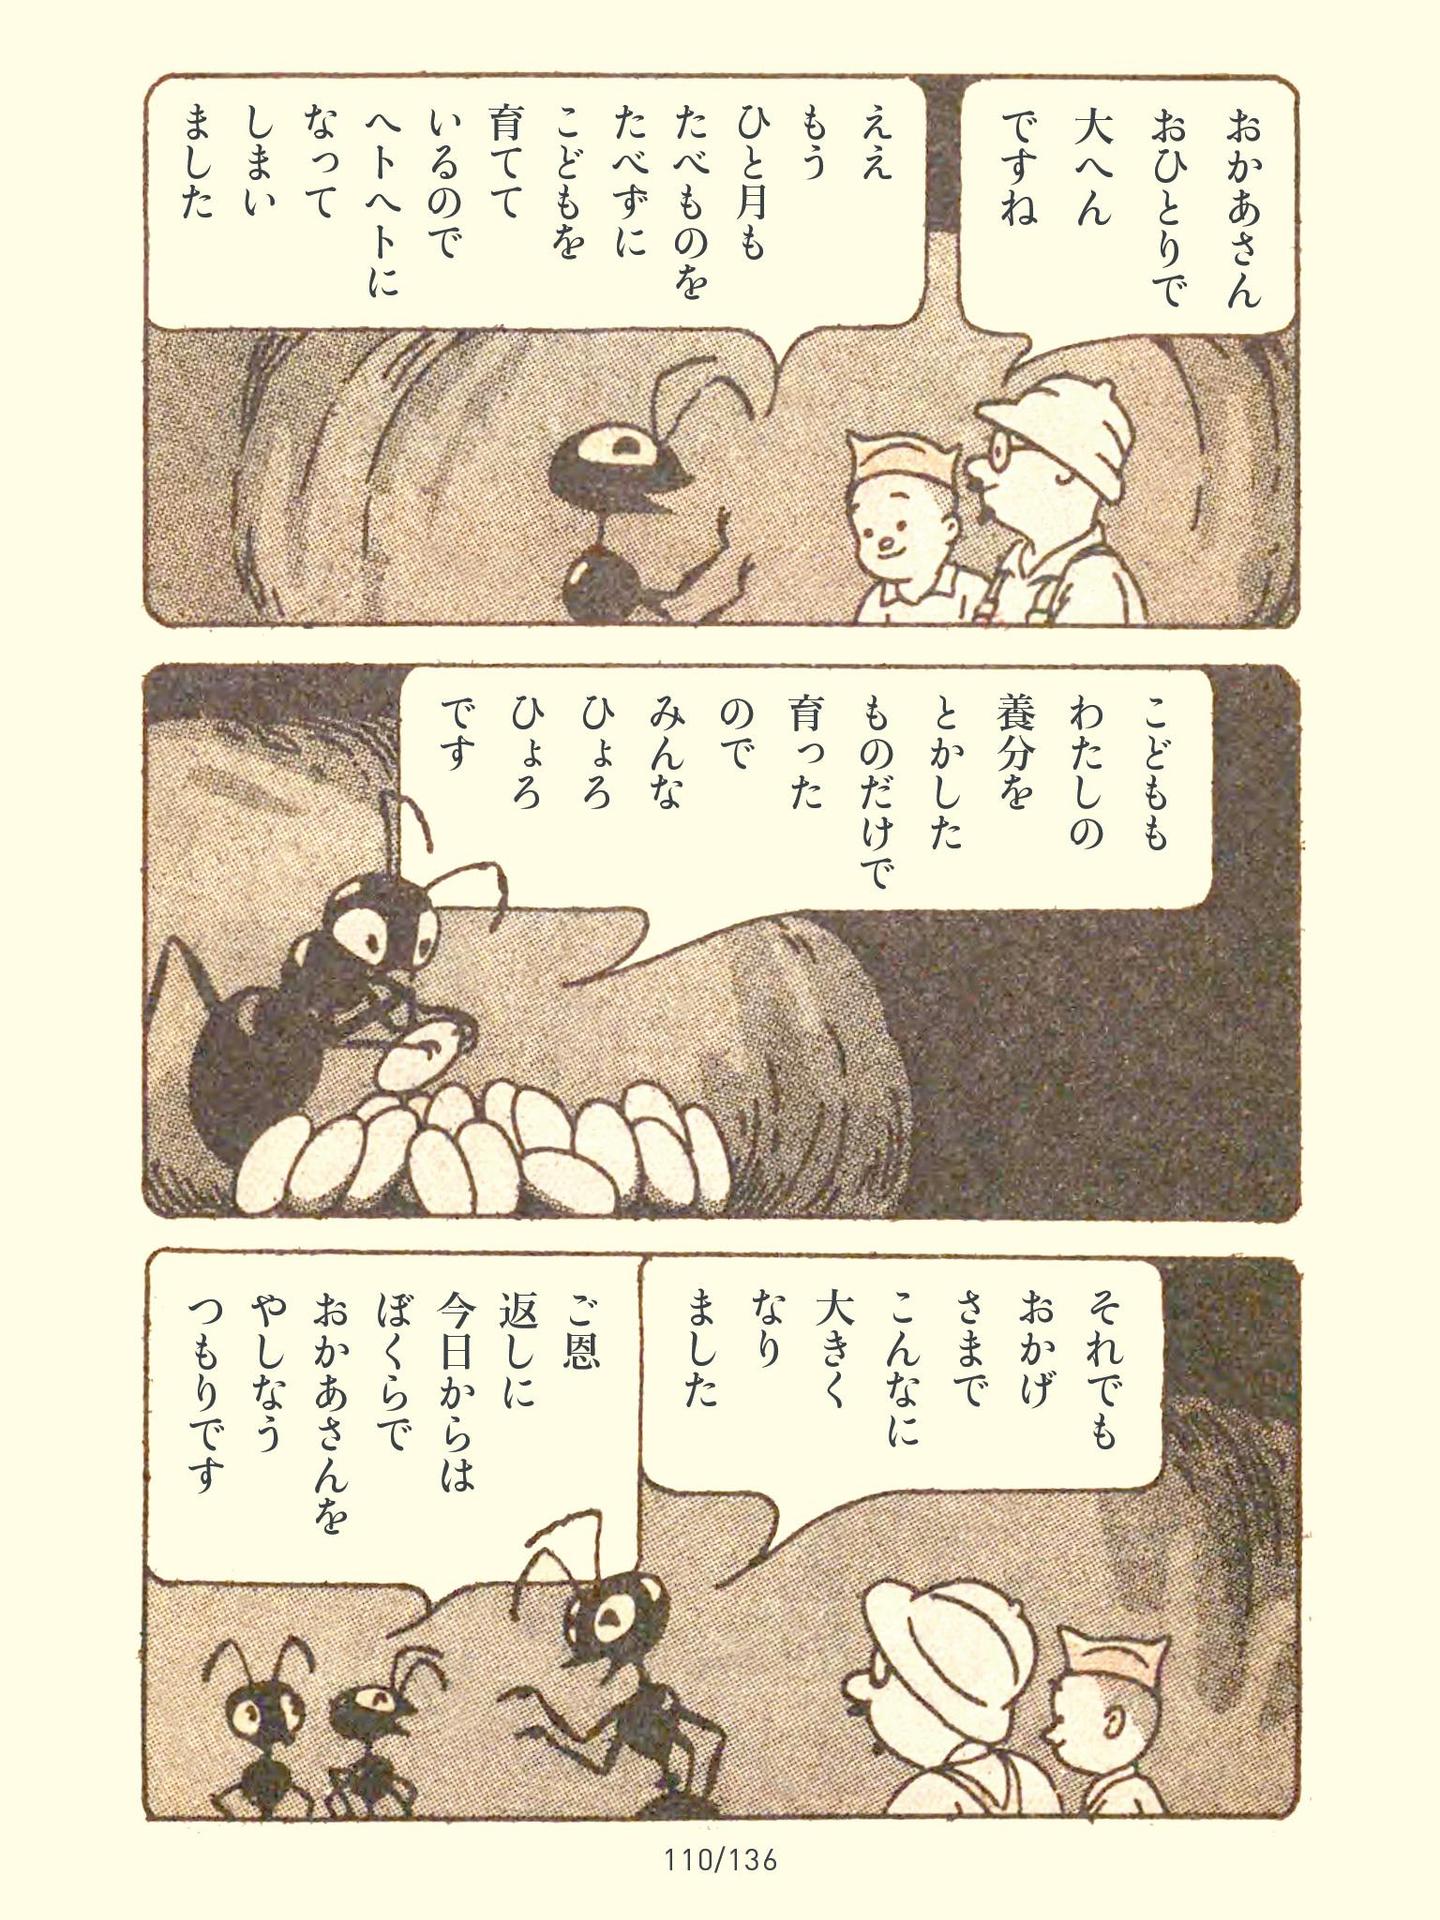 おかあさん
おひとりで
大へん
ですね
ええ
もう
ひと月も
たべものを
たべずに
こどもを
育てて
いるので
ヘトヘトに
なって
しまい
ました
こどもも
わたしの
養分を
とかした
ものだけで
育った
ので
みんな
ひょろ
ひょろ
です
それでも
おかげ
さまで
こんなに
大きく
なり
ました
ご恩
返しに
今日からは
ぼくらで
おかあさんを
やしなう
つもりです
110/136